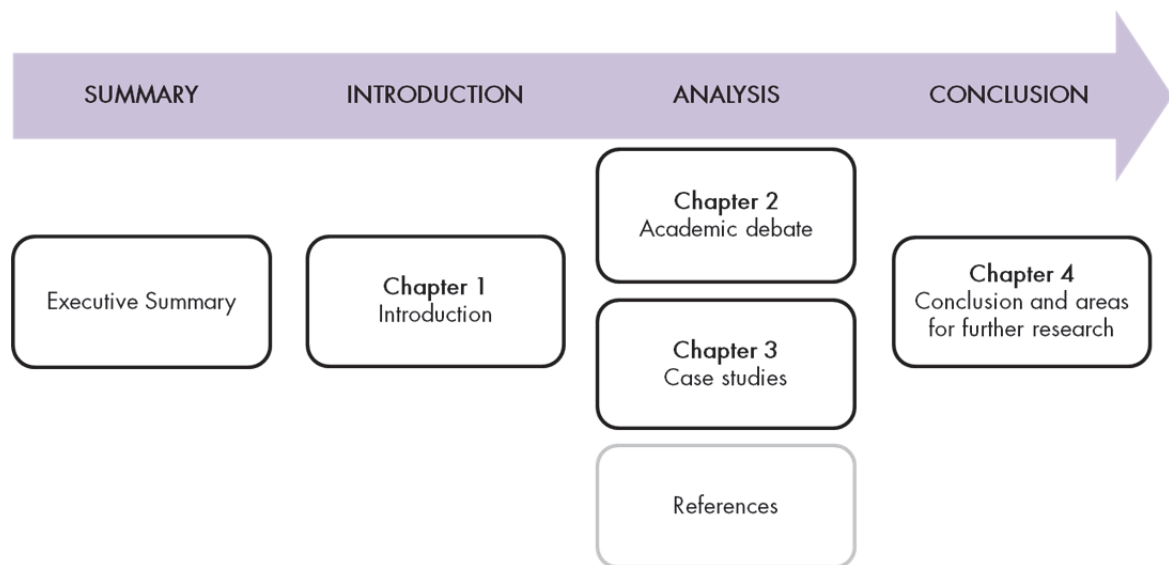 SUMMARY
INTRODUCTION
ANALYSIS
CONCLUSION
Executive Summary
Chapter 1
Introduction
Chapter 2
Academic debate
Chapter 3
Case studies
References
Chapter 4
Conclusion and areas
for further research